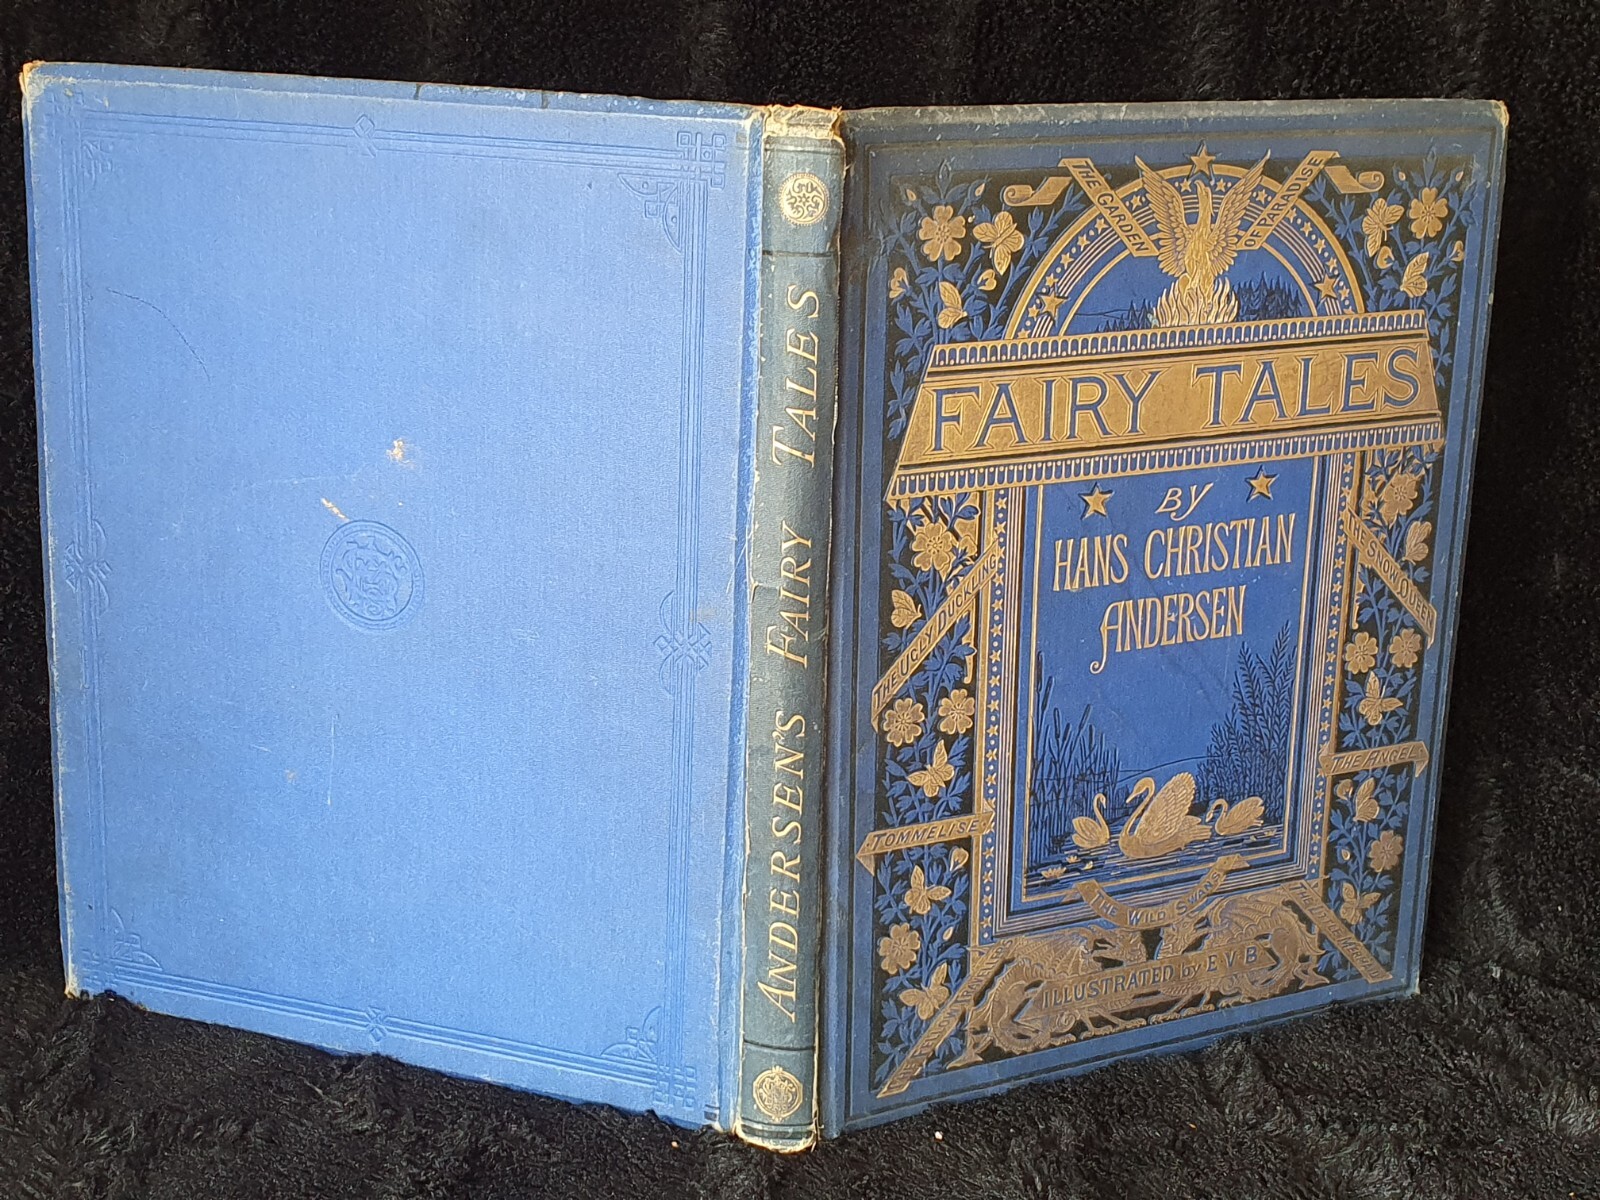 ANDERSEN'S FAIRY TALES
THE GARDEN
OF PARADISE
FAIRY TALES
BY
HANS CHRISTIAN
ANDERSEN
THE UGLY DUCKLING
THE SNOW QUEEN
TOMMELISE
THE ANGEL
THE WILD SWANS
ILLUSTRATED by E V B